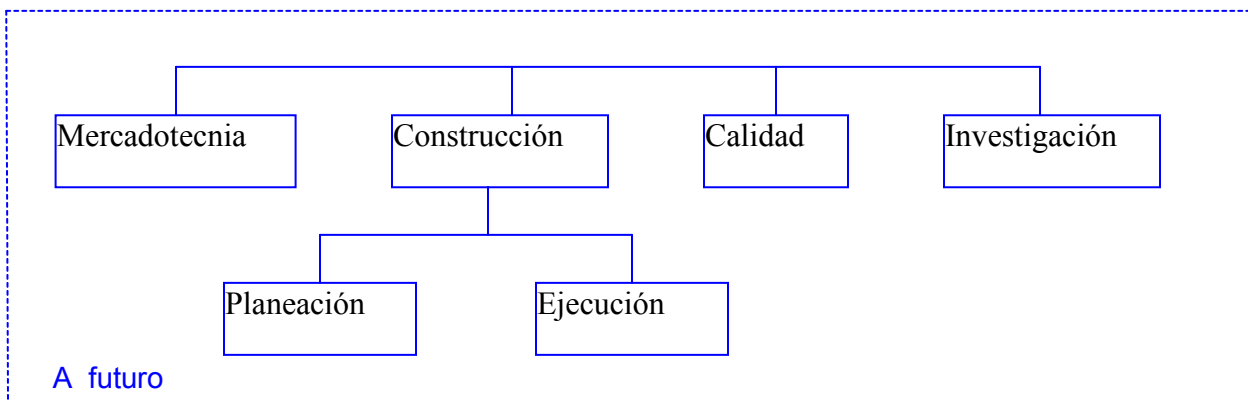 Mercadotecnia
Construcción
Calidad
Investigación
Planeación
Ejecución
A futuro